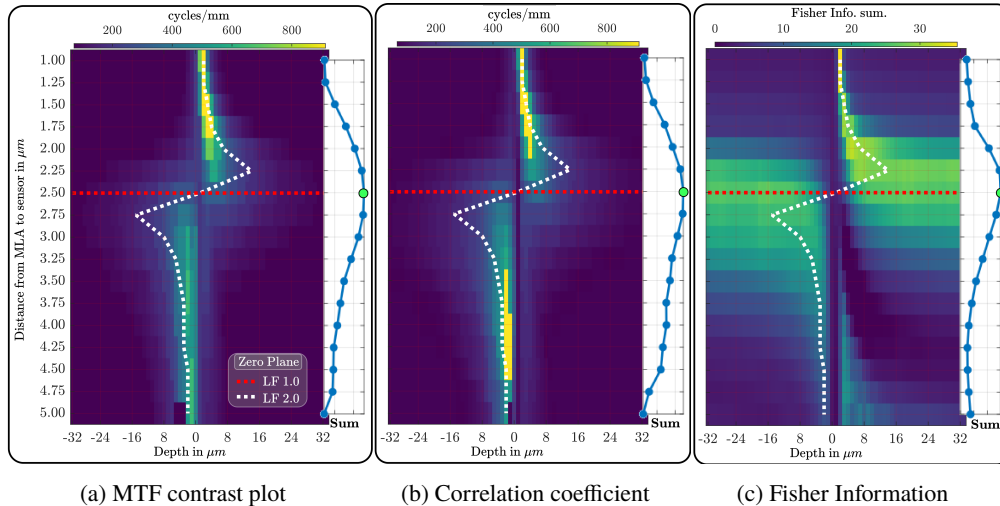 cycles/mm
200 400 600 800
Distance from MLA to sensor in μm
1.00
1.25
1.50
1.75
2.00
2.25
2.50
2.75
3.00
3.25
3.50
3.75
4.00
4.25
4.50
4.75
5.00
Zero Plane
LF 1.0
LF 2.0
Sum
-32 -24 -16 -8 0 8 16 24 32
Depth in μm
(a) MTF contrast plot
cycles/mm
200 400 600 800
Sum
-32 -24 -16 -8 0 8 16 24 32
Depth in μm
(b) Correlation coefficient
Fisher Info. sum.
0 10 20 30
Sum
-32 -24 -16 -8 0 8 16 24 32
Depth in μm
(c) Fisher Information